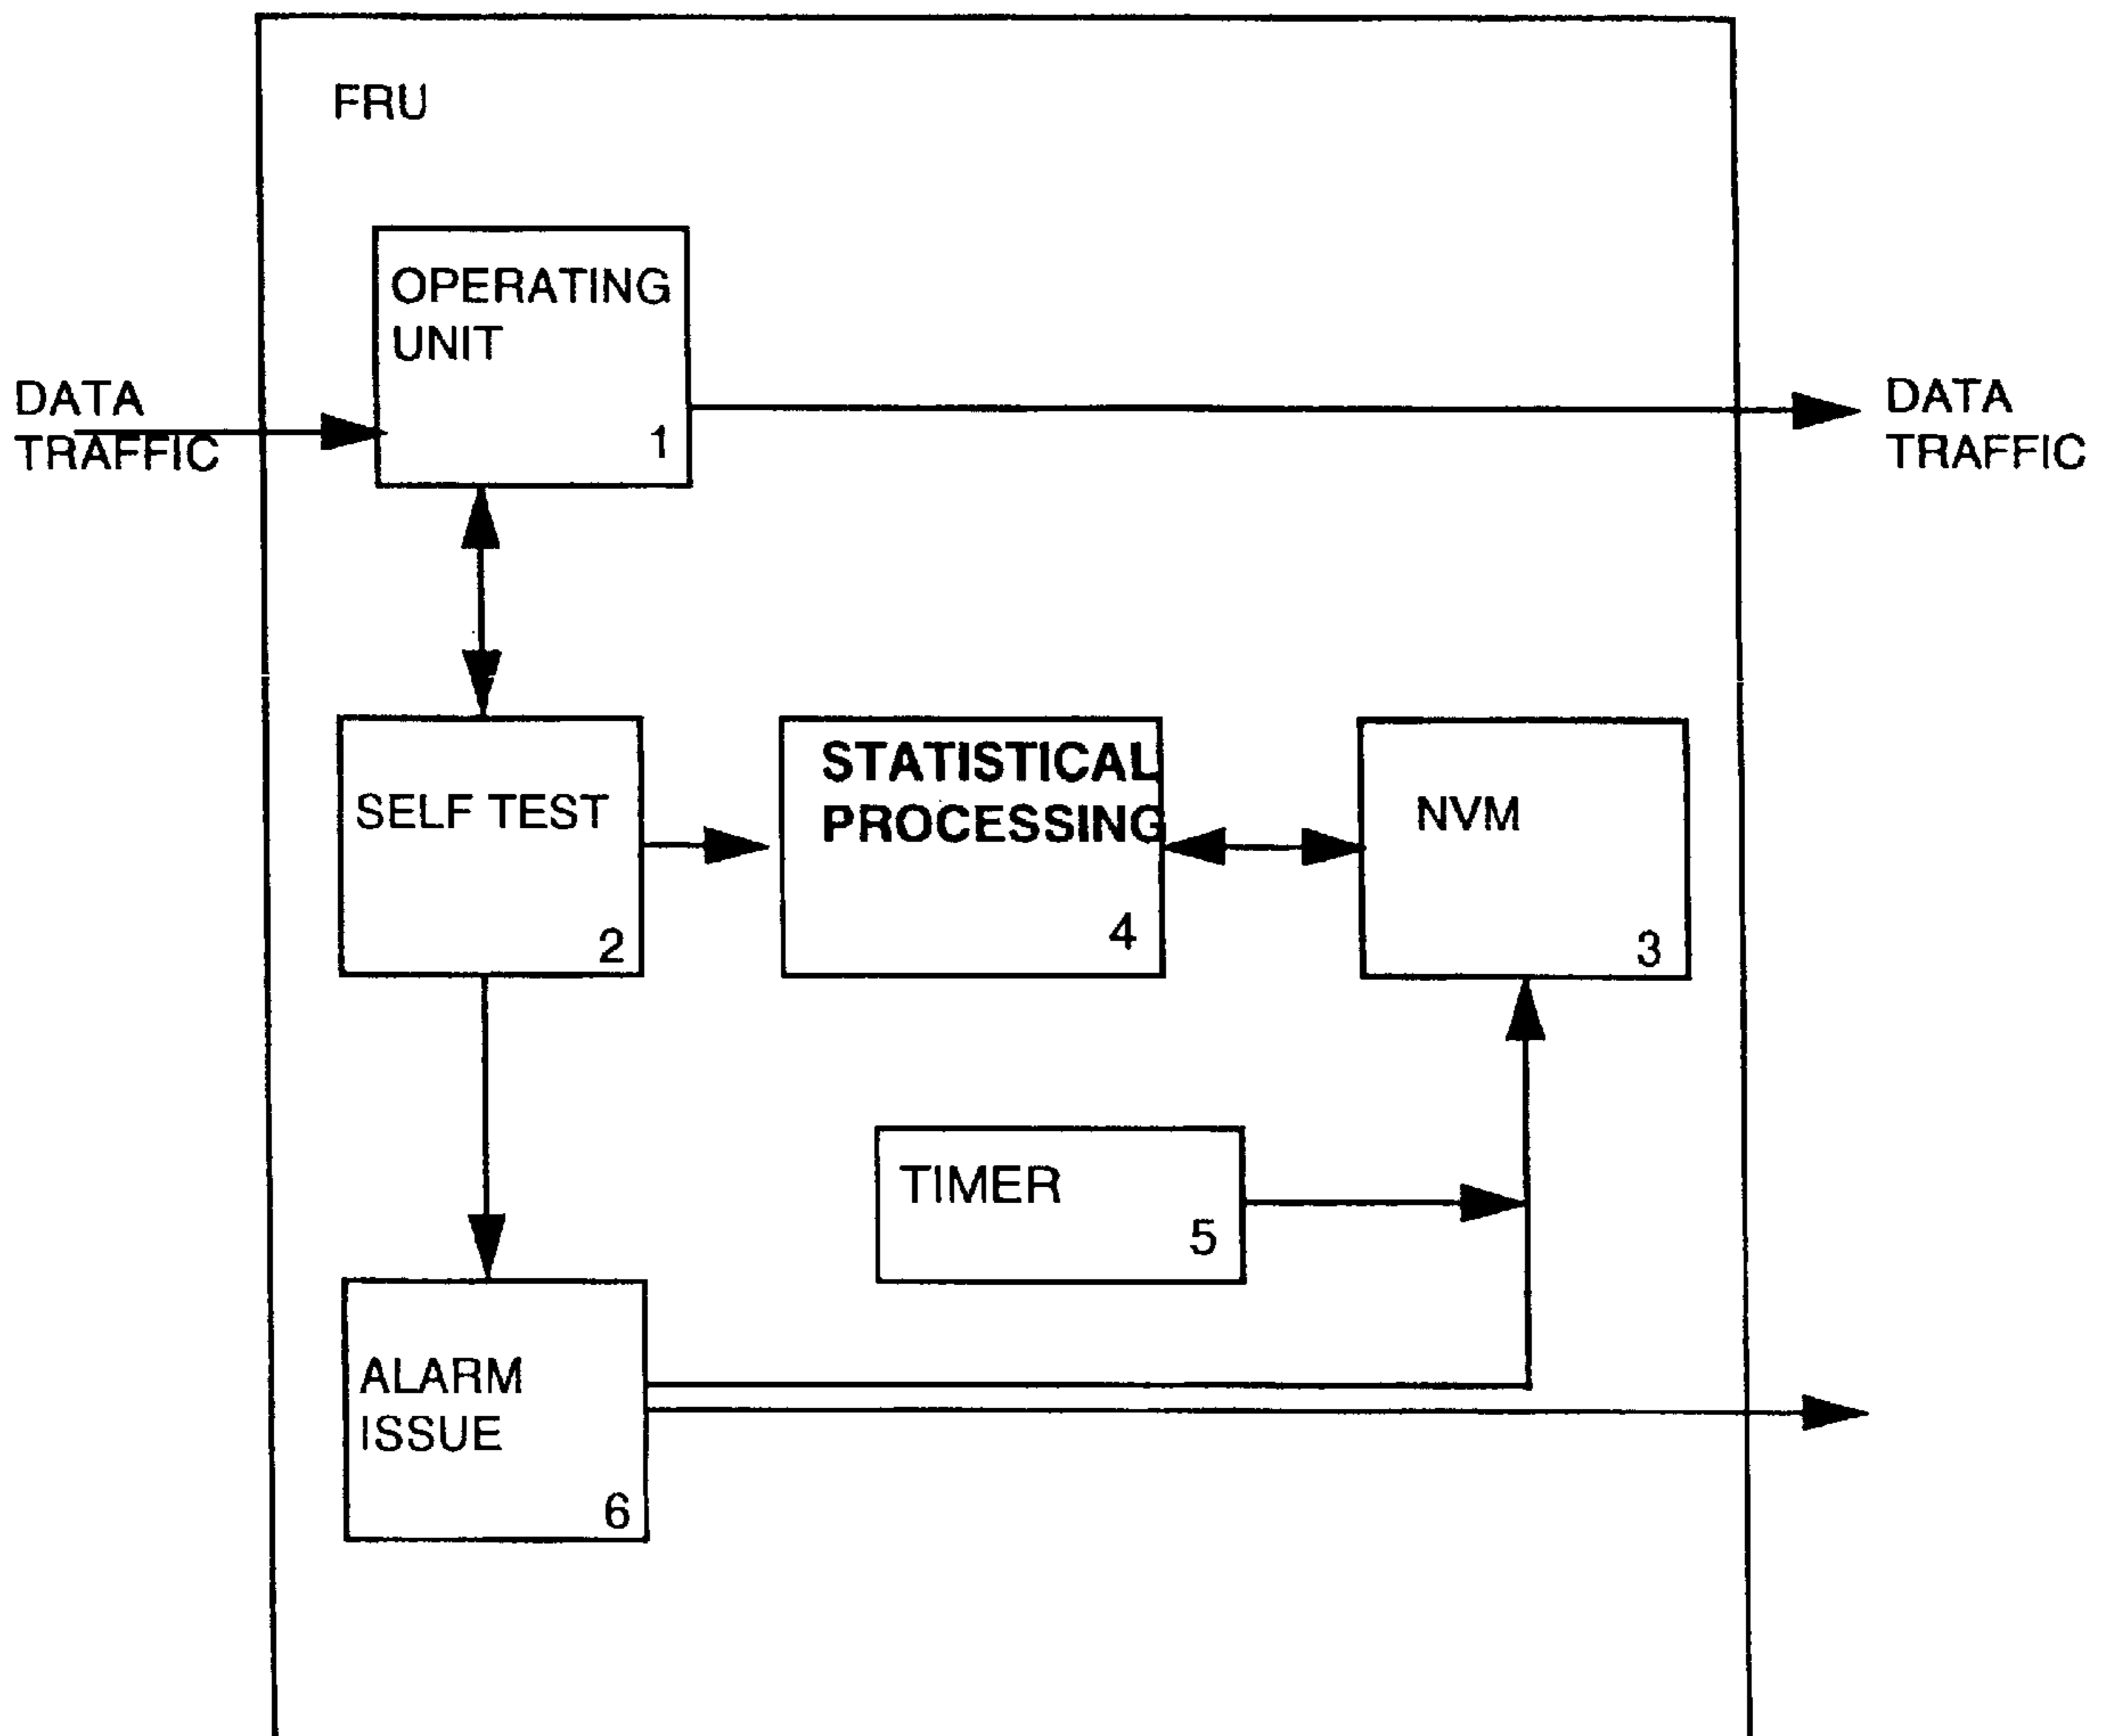 FRU
OPERATING
UNIT
1
DATA
TRAFFIC
DATA
TRAFFIC
SELF TEST
2
STATISTICAL
PROCESSING
4
NVM
3
TIMER
5
ALARM
ISSUE
6